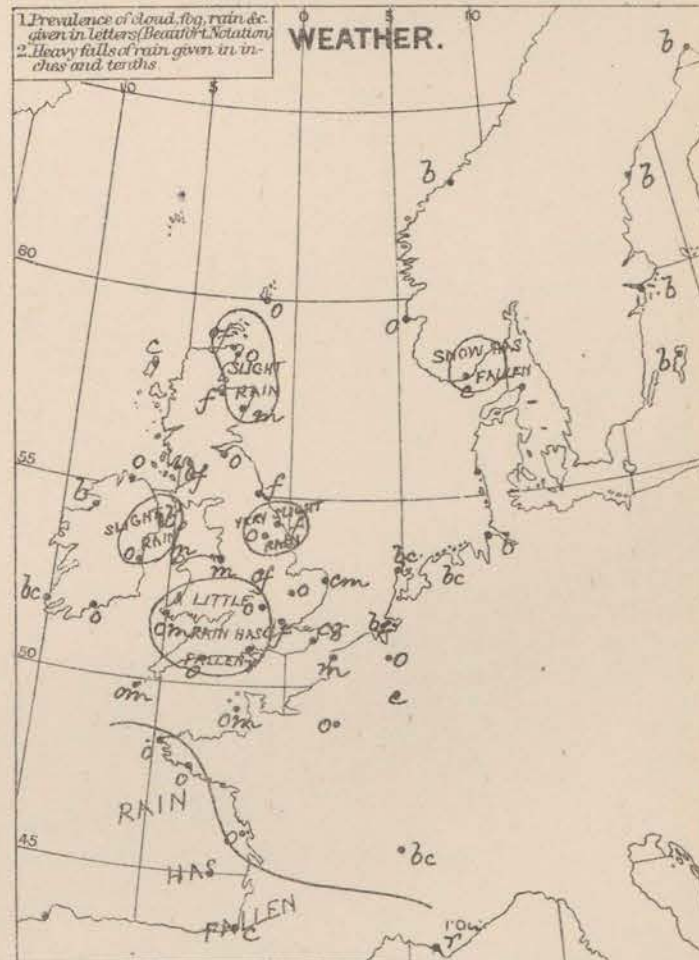 1. Prevalence of cloud, fog, rain &c.
given in letters (Beaufort Notation)
2. Heavy falls of rain given in in-
ches and tenths
WEATHER.
10
5
0
5
10
b
b
b
60
b
b
o
o
SNOW HAS
FALLEN
c
c
f
o
SLIGHT
RAIN
f
m
55
o
o
f
b
SLIGHT
RAIN
o
VERY SLIGHT
f
o
RAIN
m
m
of
cm
bc
bc
b
bc
o
A LITTLE
o
o
om
RAIN HAS
FALLEN
f
cg
b
50
o
m
o
c
om
om
o
o
o
RAIN
o
45
HAS
bc
FALLEN
c
r